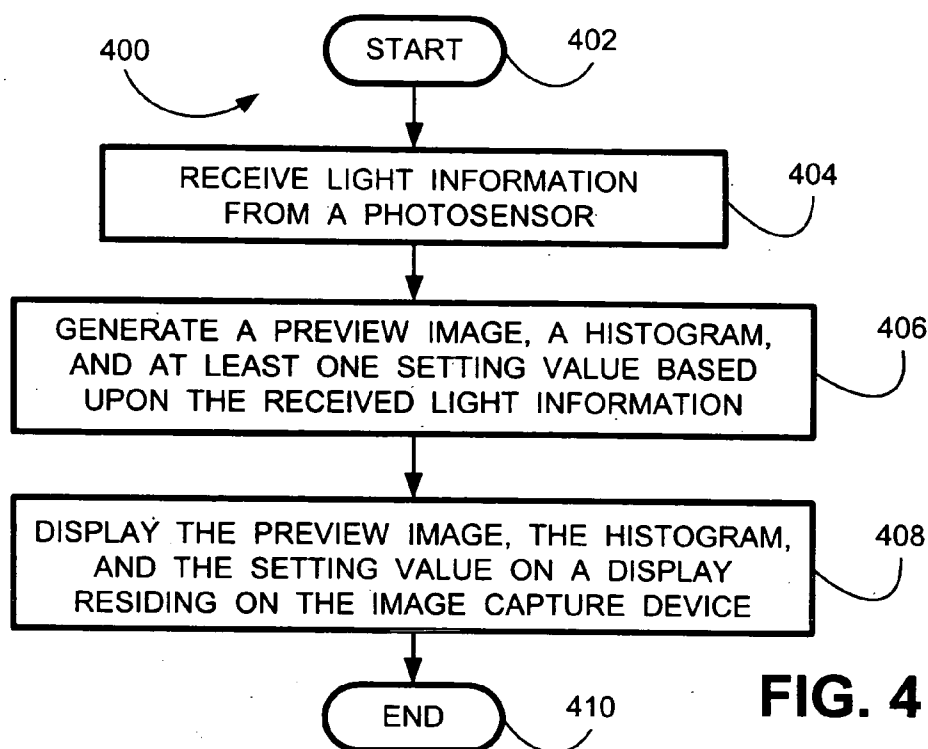 400
START
402
RECEIVE LIGHT INFORMATION
FROM A PHOTOSENSOR
404
GENERATE A PREVIEW IMAGE, A HISTOGRAM,
AND AT LEAST ONE SETTING VALUE BASED
UPON THE RECEIVED LIGHT INFORMATION
406
DISPLAY THE PREVIEW IMAGE, THE HISTOGRAM,
AND THE SETTING VALUE ON A DISPLAY
RESIDING ON THE IMAGE CAPTURE DEVICE
408
END
410
FIG. 4